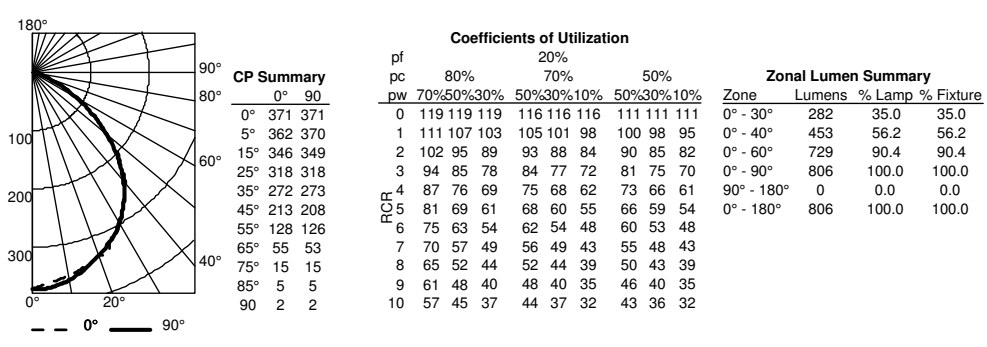 180°
90°
80°
60°
40°
20°
0°
100
200
300
0° 90°
CP Summary
0° 90
0° 371 371
5° 362 370
15° 346 349
25° 318 318
35° 272 273
45° 213 208
55° 128 126
65° 55 53
75° 15 15
85° 5 5
90 2 2
Coefficients of Utilization
pf 20%
pc 80% 70% 50%
pw 70%50%30% 50%30%10% 50%30%10%
RCR
0 119 119 119 116 116 116 111 111 111
1 111 107 103 105 101 98 100 98 95
2 102 95 89 93 88 84 90 85 82
3 94 85 78 84 77 72 81 75 70
4 87 76 69 75 68 62 73 66 61
5 81 69 61 68 60 55 66 59 54
6 75 63 54 62 54 48 60 53 48
7 70 57 49 56 49 43 55 48 43
8 65 52 44 52 44 39 50 43 39
9 61 48 40 48 40 35 46 40 35
10 57 45 37 44 37 32 43 36 32
Zonal Lumen Summary
Zone Lumens % Lamp % Fixture
0° - 30° 282 35.0 35.0
0° - 40° 453 56.2 56.2
0° - 60° 729 90.4 90.4
0° - 90° 806 100.0 100.0
90° - 180° 0 0.0 0.0
0° - 180° 806 100.0 100.0